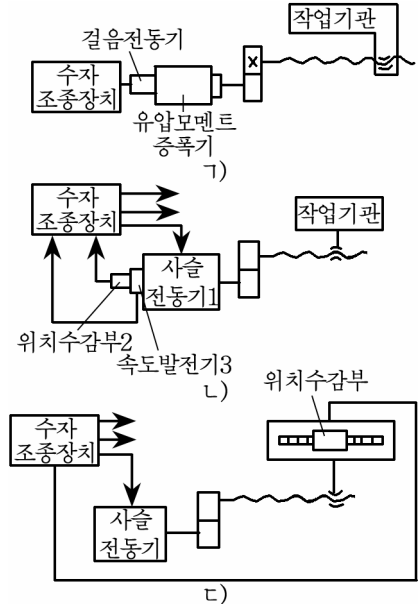 작업기관
걸음전동기
수자
조종장치
유압모멘트
증폭기
ㄱ)
수자
조종장치
작업기관
사슬
전동기1
위치수감부2
속도발전기3
ㄴ)
위치수감부
수자
조종장치
사슬
전동기
ㄷ)